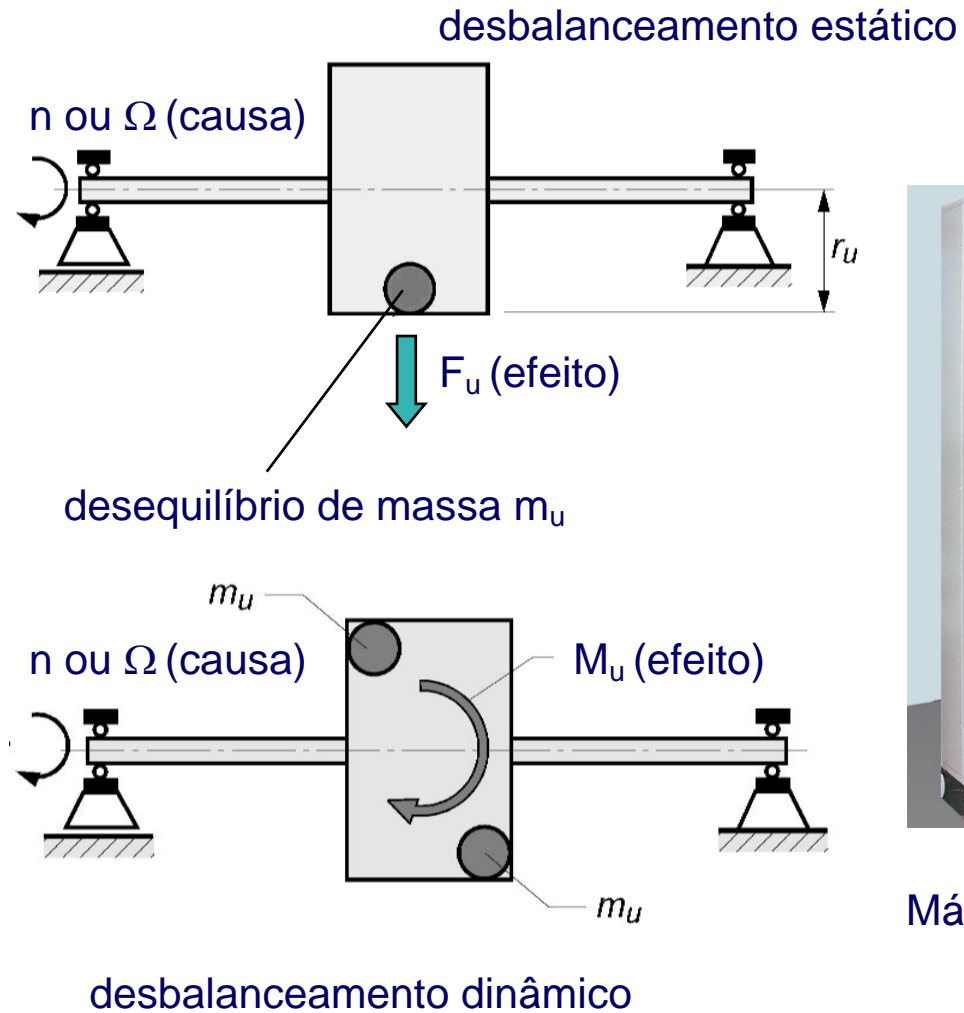 desbalanceamento estático
n ou Ω (causa)
r_u
F_u (efeito)
desequilíbrio de massa m_u
m_u
n ou Ω (causa)
M_u (efeito)
m_u
Má
desbalanceamento dinâmico